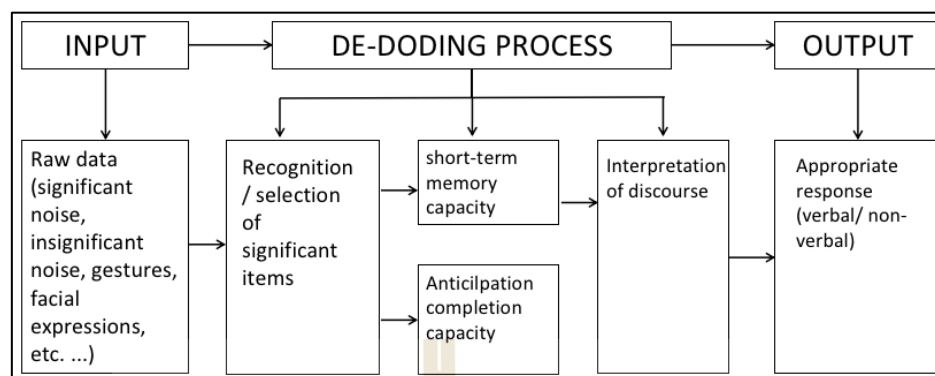 INPUT
DE-DODING PROCESS
OUTPUT
Raw data
(significant
noise,
insignificant
noise, gestures,
facial
expressions,
etc. ...)
Recognition
/ selection
of
significant
items
short-term
memory
capacity
Anticilpation
completion
capacity
Interpretation
of discourse
Appropriate
response
(verbal/ non-
verbal)